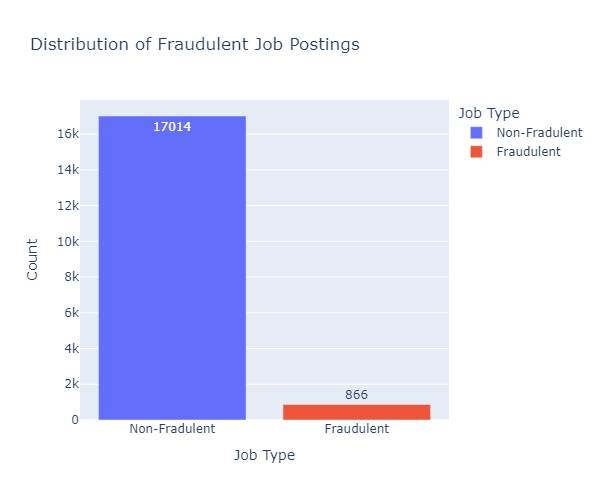 Distribution of Fraudulent Job Postings
Job Type
Non-Fradulent
Fraudulent
Count
16k
14k
12k
10k
8k
6k
4k
2k
0
17014
866
Non-Fradulent
Fraudulent
Job Type